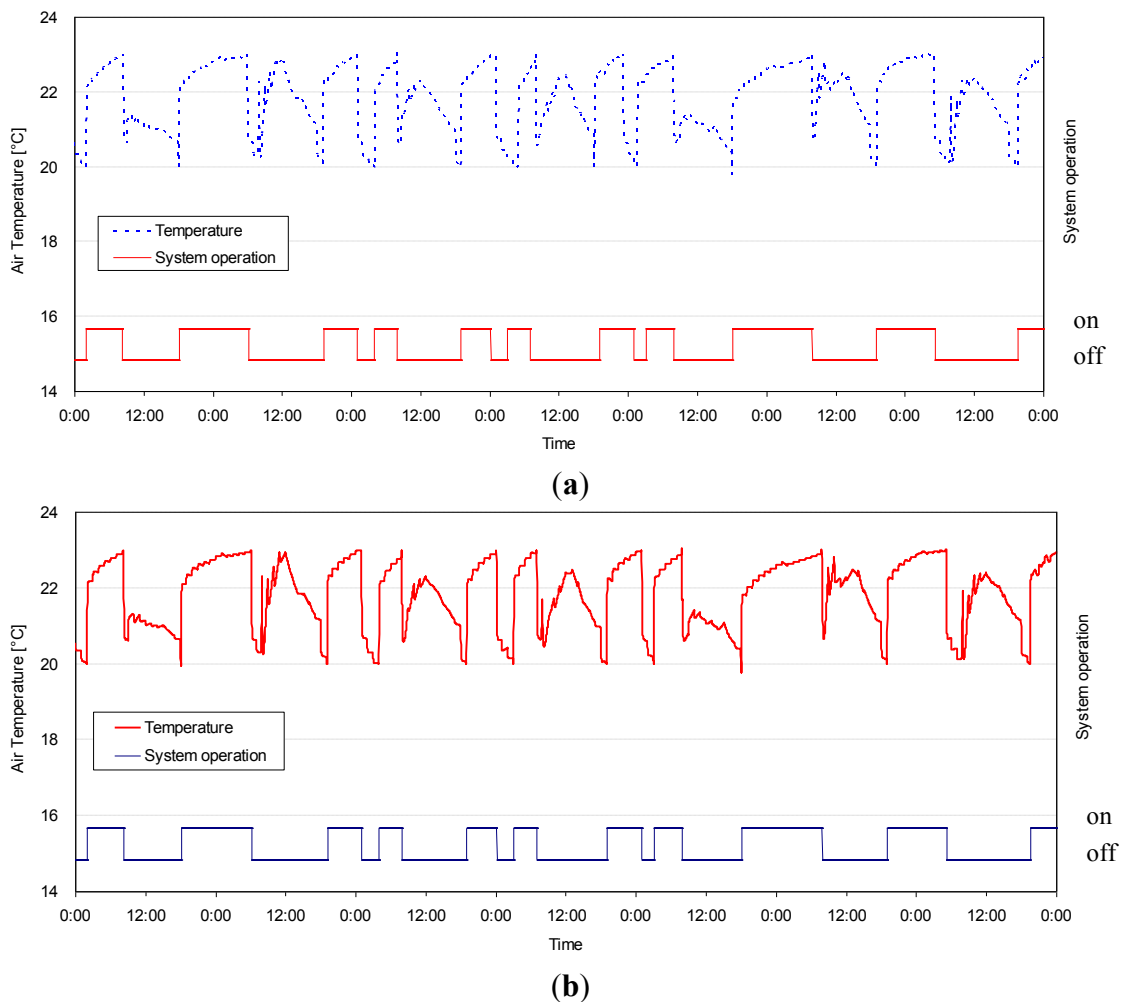 24
22
20
18
16
14
Air Temperature [°C]
Temperature
System operation
System operation
on
off
0:00 12:00 0:00 12:00 0:00 12:00 0:00 12:00 0:00 12:00 0:00 12:00 0:00 12:00 0:00
Time
(a)
24
22
20
18
16
14
Air Temperature [°C]
Temperature
System operation
System operation
on
off
0:00 12:00 0:00 12:00 0:00 12:00 0:00 12:00 0:00 12:00 0:00 12:00 0:00 12:00 0:00
Time
(b)